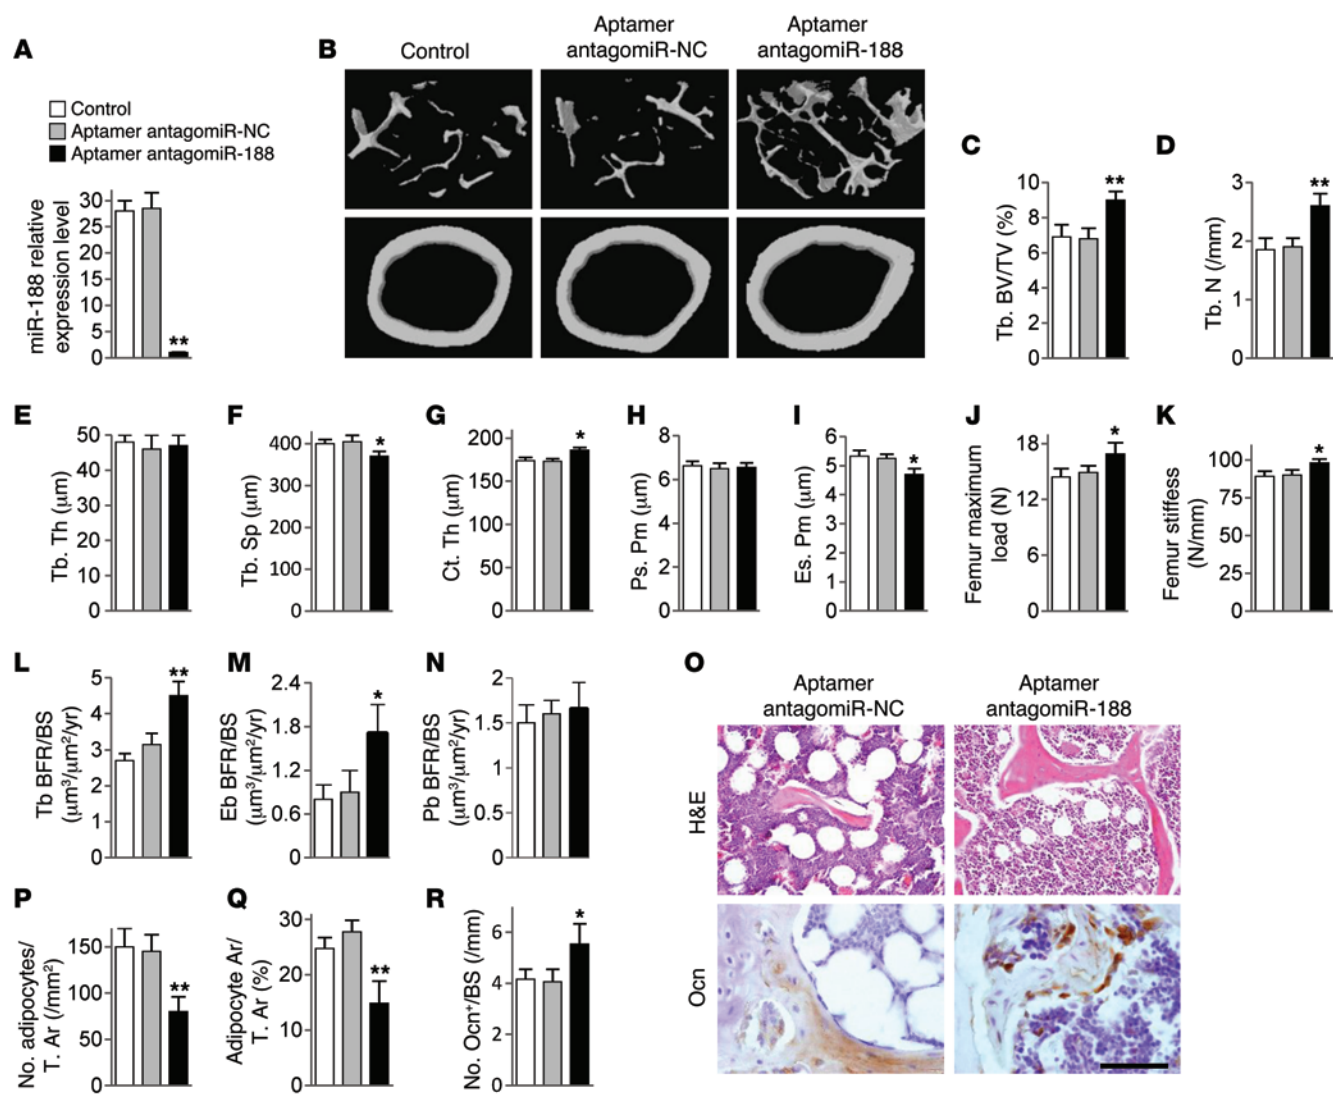 A
Control
Aptamer antagomiR-NC
Aptamer antagomiR-188
miR-188 relative
expression level
30
25
20
15
10
5
0
**
B
Control
Aptamer
antagomiR-NC
Aptamer
antagomiR-188
C
Tb. BV/TV (%)
10
8
6
4
2
0
**
D
Tb. N (/mm)
3
2
1
0
**
E
Tb. Th (μm)
50
40
30
20
10
0
F
Tb. Sp (μm)
400
300
200
100
0
*
G
Ct. Th (μm)
200
150
100
50
0
*
H
Ps. Pm (μm)
8
6
4
2
0
I
Es. Pm (μm)
6
5
4
3
2
1
0
*
J
Femur maximum
load (N)
18
12
6
0
*
K
Femur stiffess
(N/mm)
100
75
50
25
0
*
L
Tb BFR/BS
(μm³/μm²/yr)
5
4
3
2
1
0
**
M
Eb BFR/BS
(μm³/μm²/yr)
2.4
1.8
1.2
0.6
0
*
N
Pb BFR/BS
(μm³/μm²/yr)
2
1.5
1
0.5
0
O
Aptamer
antagomiR-NC
Aptamer
antagomiR-188
H&E
Ocn
P
No. adipocytes/
T. Ar (/mm²)
150
100
50
0
**
Q
Adipocyte Ar/
T. Ar (%)
30
20
10
0
**
R
No. Ocn⁺/BS (/mm)
6
4
2
0
*